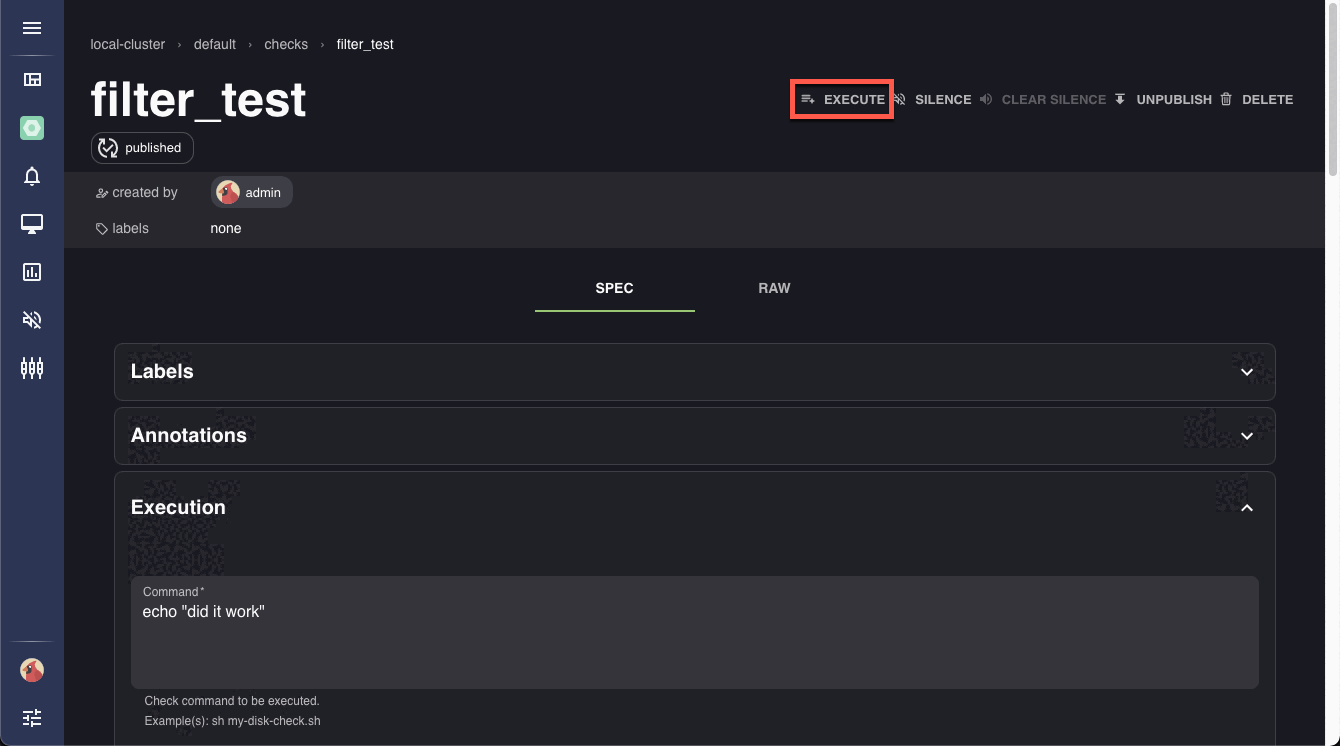 local-cluster › default › checks › filter_test
filter_test
EXECUTE SILENCE CLEAR SILENCE UNPUBLISH DELETE
published
created by admin
labels none
SPEC RAW
Labels
Annotations
Execution
Command *
echo "did it work"
Check command to be executed.
Example(s): sh my-disk-check.sh